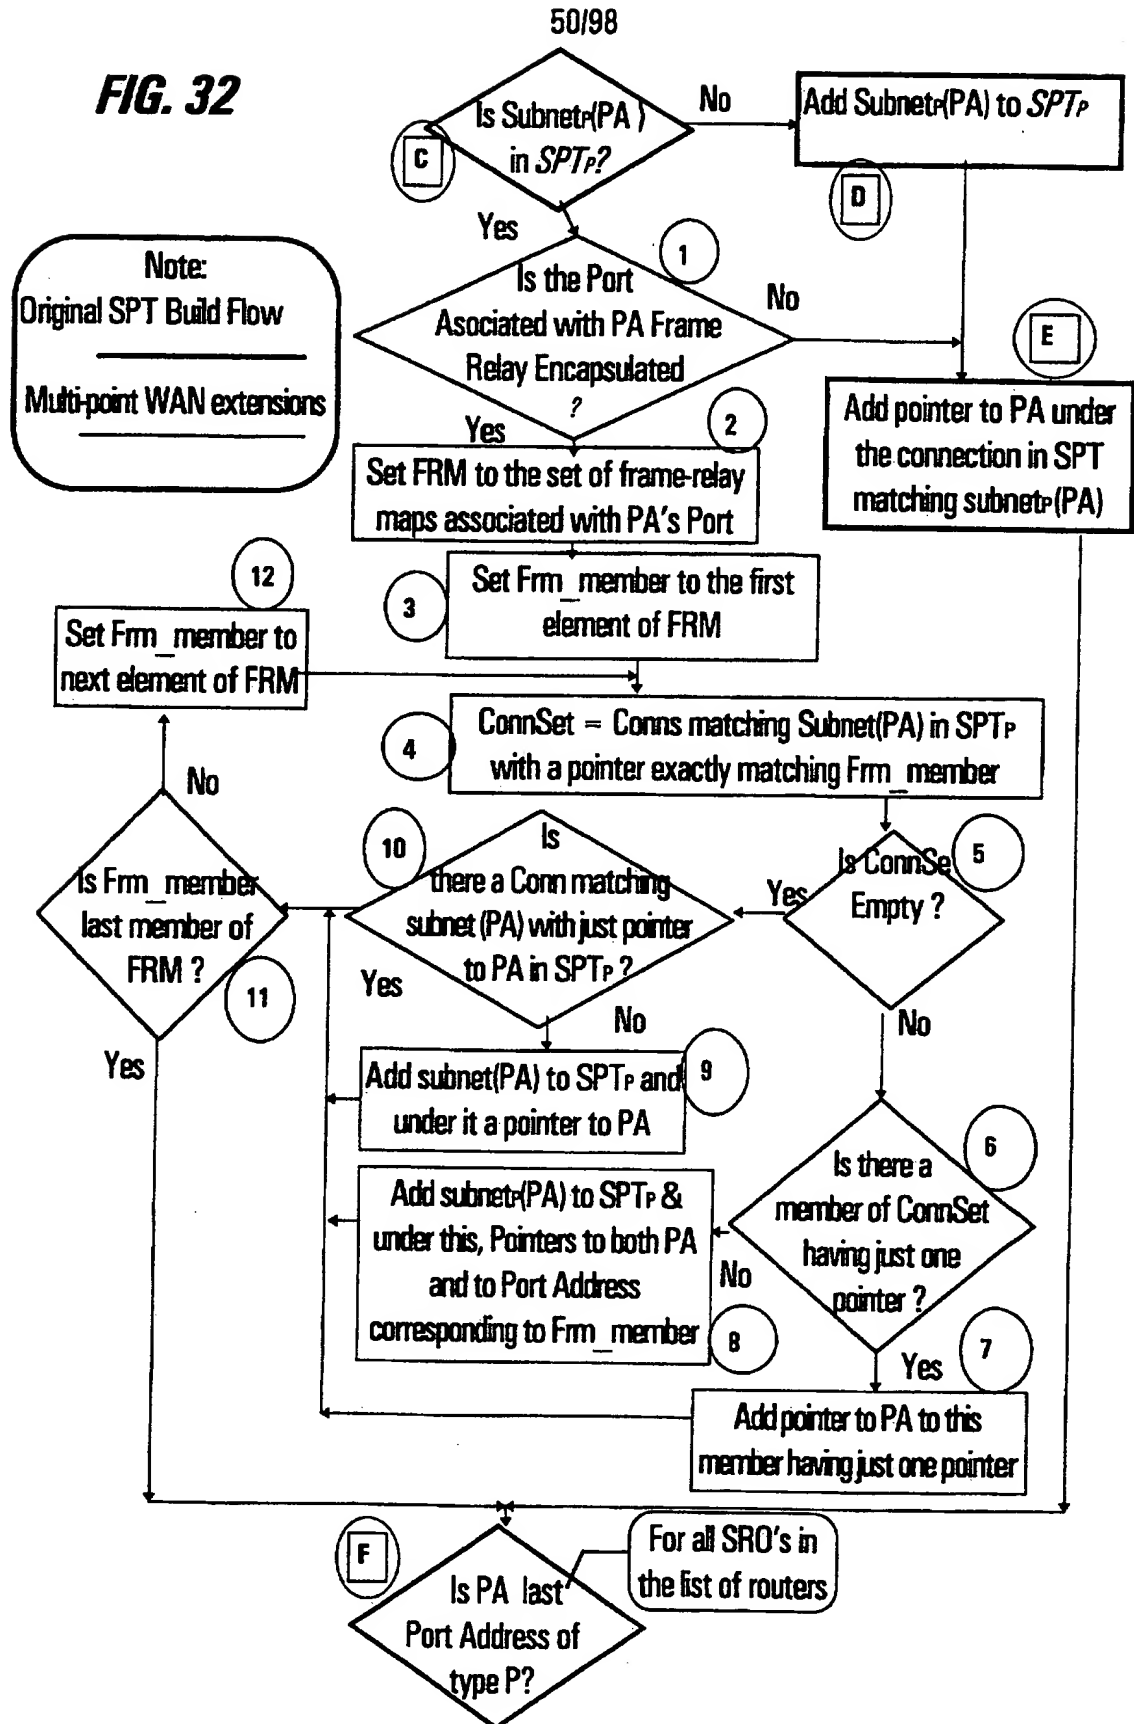 50/98
FIG. 32
Is SubnetP(PA)
in SPTP?
C
No
Add SubnetP(PA) to SPTP
D
Yes
Note:
Original SPT Build Flow
Multi-point WAN extensions
1
Is the Port
Asociated with PA Frame
Relay Encapsulated
?
No
E
Yes
2
Add pointer to PA under
the connection in SPT
matching subnetP(PA)
Set FRM to the set of frame-relay
maps associated with PA's Port
12
3
Set Frm_member to the first
element of FRM
Set Frm_member to
next element of FRM
4
ConnSet = Conns matching Subnet(PA) in SPTP
with a pointer exactly matching Frm_member
No
10
Is
there a Conn matching
subnet (PA) with just pointer
to PA in SPTP ?
5
Is ConnSe
Empty ?
Yes
Is Frm_member
last member of
FRM ?
11
Yes
No
No
Yes
9
Add subnet(PA) to SPTP and
under it a pointer to PA
6
Is there a
member of ConnSet
having just one
pointer ?
Add subnetP(PA) to SPTP &
under this, Pointers to both PA
and to Port Address
corresponding to Frm_member
No
8
7
Yes
Add pointer to PA to this
member having just one pointer
F
For all SRO's in
the list of routers
Is PA last
Port Address of
type P?